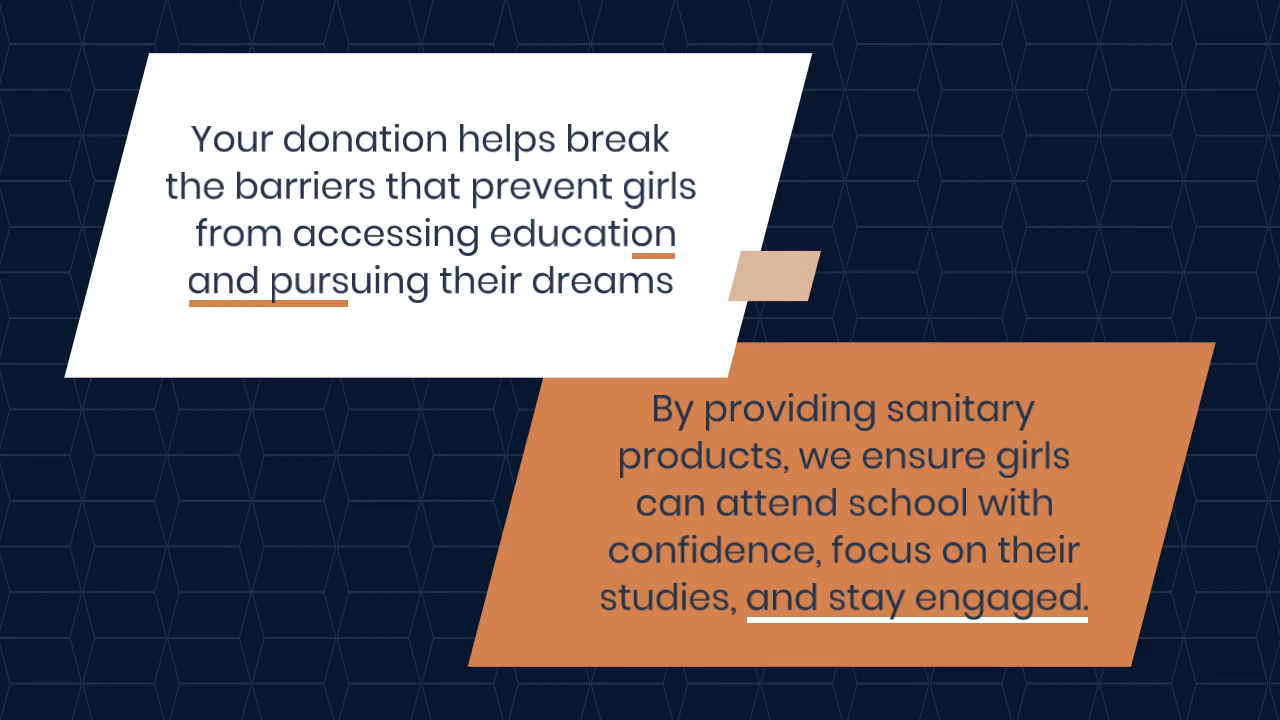 Your donation helps break
the barriers that prevent girls
from accessing education
and pursuing their dreams
By providing sanitary
products, we ensure girls
can attend school with
confidence, focus on their
studies, and stay engaged.